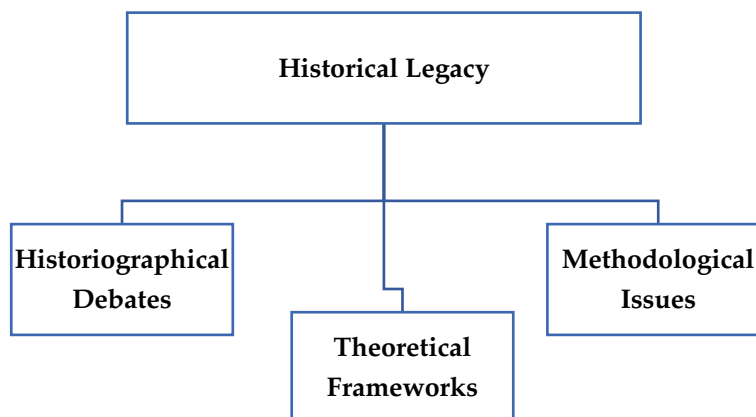 Historical Legacy
Historiographical
Debates
Theoretical
Frameworks
Methodological
Issues